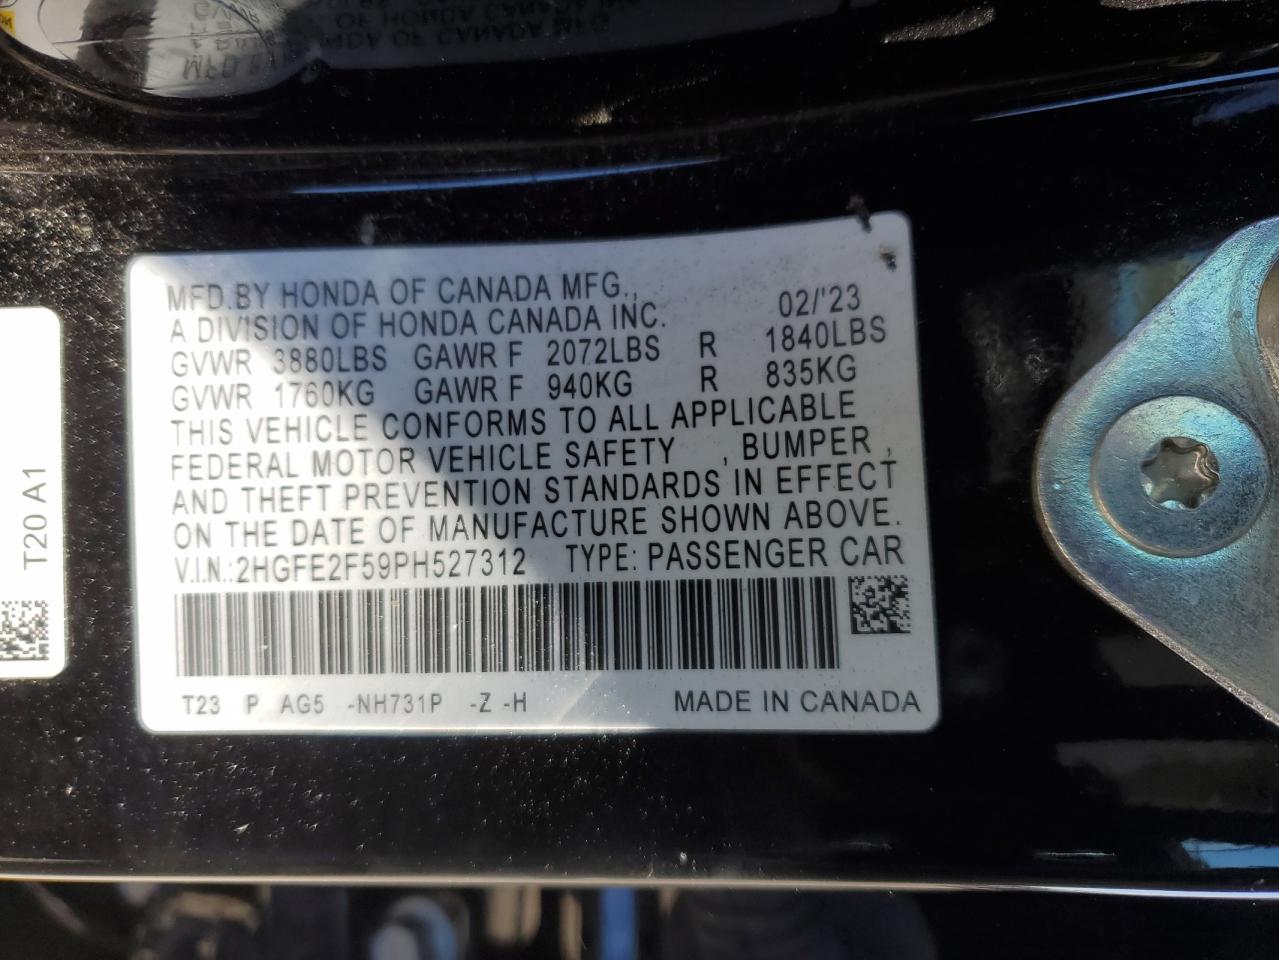 MFD.BY HONDA OF CANADA MFG.,
A DIVISION OF HONDA CANADA INC. 02/'23
GVWR 3880LBS GAWR F 2072LBS R 1840LBS
GVWR 1760KG GAWR F 940KG R 835KG
THIS VEHICLE CONFORMS TO ALL APPLICABLE
FEDERAL MOTOR VEHICLE SAFETY , BUMPER ,
AND THEFT PREVENTION STANDARDS IN EFFECT
ON THE DATE OF MANUFACTURE SHOWN ABOVE.
V.I.N.:2HGFE2F59PH527312 TYPE: PASSENGER CAR
T23 P AG5 -NH731P -Z -H MADE IN CANADA
T20 A1